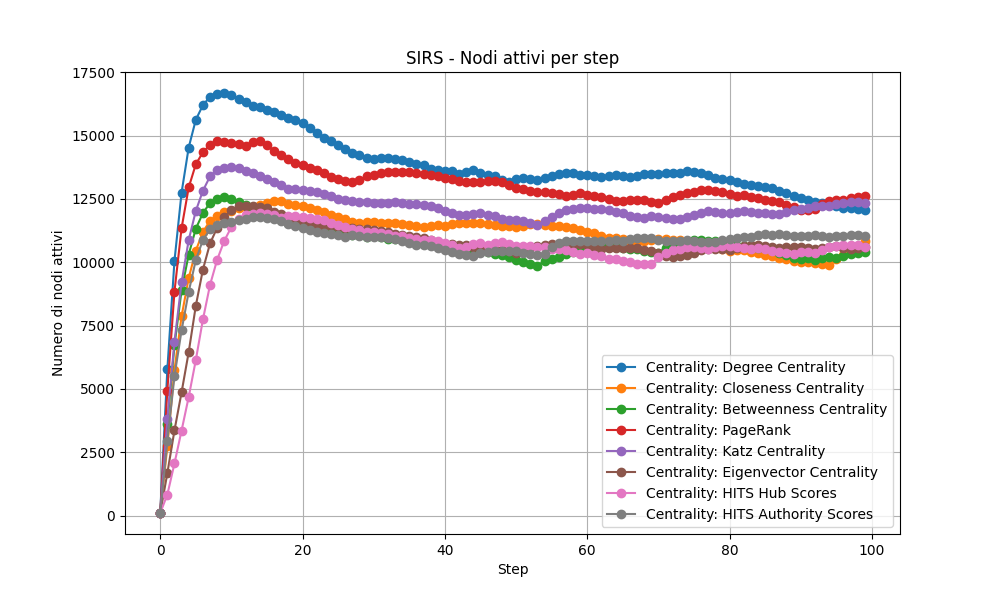 SIRS - Nodi attivi per step
17500
15000
12500
10000
7500
5000
2500
0
Numero di nodi attivi
Centrality: Degree Centrality
Centrality: Closeness Centrality
Centrality: Betweenness Centrality
Centrality: PageRank
Centrality: Katz Centrality
Centrality: Eigenvector Centrality
Centrality: HITS Hub Scores
Centrality: HITS Authority Scores
0 20 40 60 80 100
Step